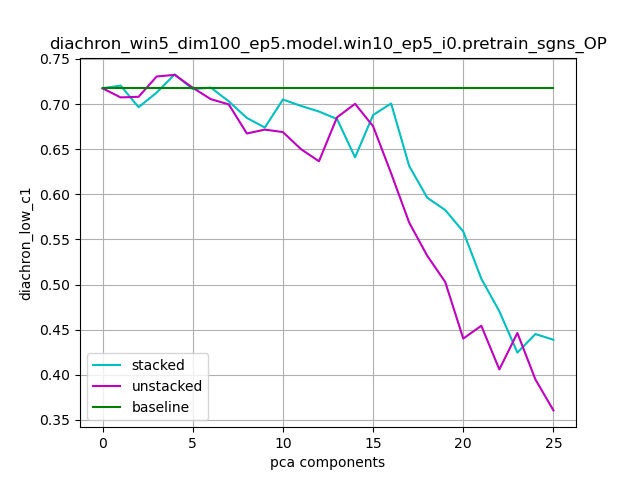 diachron_win5_dim100_ep5.model.win10_ep5_i0.pretrain_sgns_OP
0.75
0.70
0.65
0.60
0.55
0.50
0.45
0.40
0.35
diachron_low_c1
stacked
unstacked
baseline
0 5 10 15 20 25
pca components